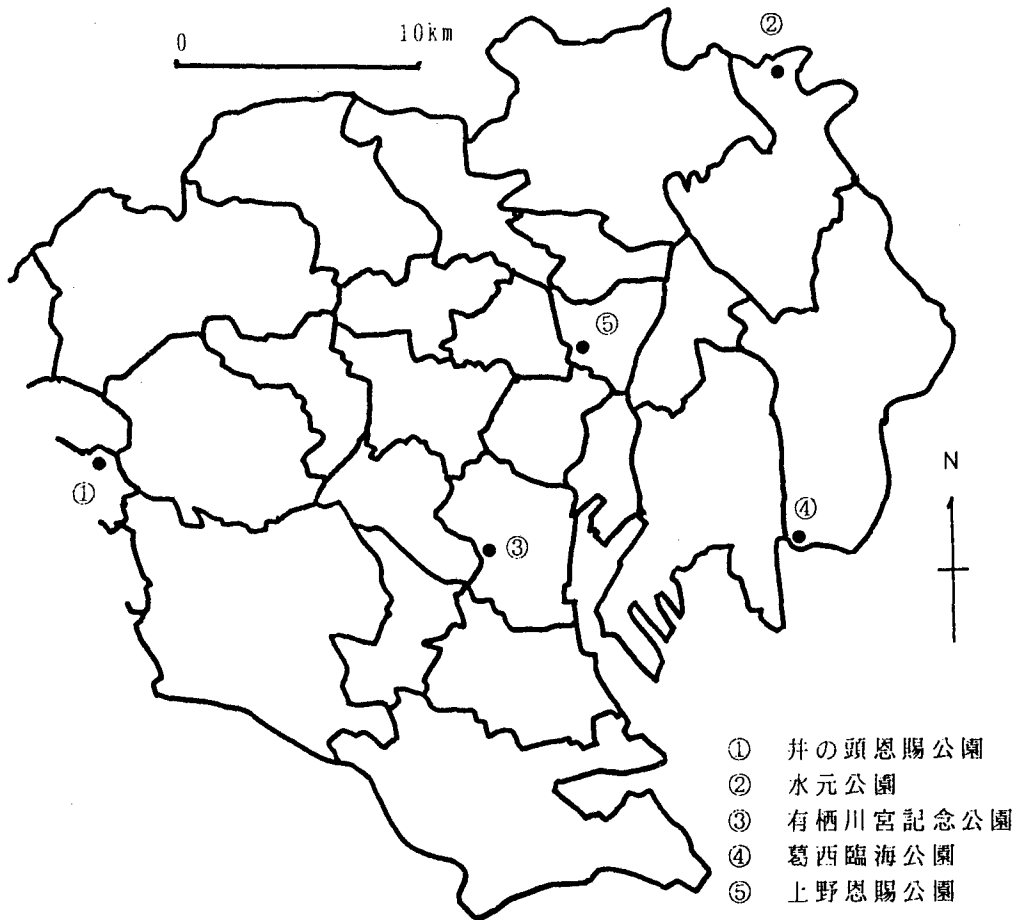 0 10km
②
⑤
N
①
④
③
① 井の頭恩賜公園
② 水元公園
③ 有栖川宮記念公園
④ 葛西臨海公園
⑤ 上野恩賜公園